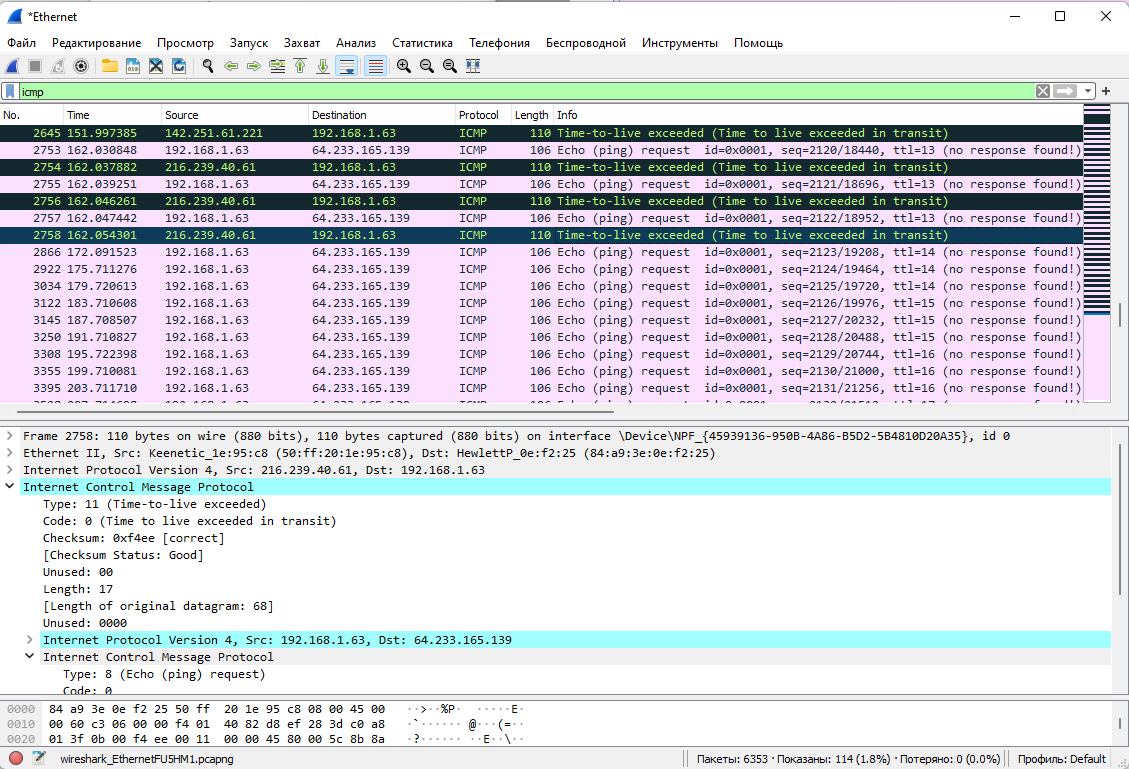 *Ethernet
Файл Редактирование Просмотр Запуск Захват Анализ Статистика Телефония Беспроводной Инструменты Помощь
icmp
No. Time Source Destination Protocol Length Info
2645 151.997385 142.251.61.221 192.168.1.63 ICMP 110 Time-to-live exceeded (Time to live exceeded in transit)
2753 162.030848 192.168.1.63 64.233.165.139 ICMP 106 Echo (ping) request id=0x0001, seq=2120/18440, ttl=13 (no response found!)
2754 162.037882 216.239.40.61 192.168.1.63 ICMP 110 Time-to-live exceeded (Time to live exceeded in transit)
2755 162.039251 192.168.1.63 64.233.165.139 ICMP 106 Echo (ping) request id=0x0001, seq=2121/18696, ttl=13 (no response found!)
2756 162.046261 216.239.40.61 192.168.1.63 ICMP 110 Time-to-live exceeded (Time to live exceeded in transit)
2757 162.047442 192.168.1.63 64.233.165.139 ICMP 106 Echo (ping) request id=0x0001, seq=2122/18952, ttl=13 (no response found!)
2758 162.054301 216.239.40.61 192.168.1.63 ICMP 110 Time-to-live exceeded (Time to live exceeded in transit)
2866 172.091523 192.168.1.63 64.233.165.139 ICMP 106 Echo (ping) request id=0x0001, seq=2123/19208, ttl=14 (no response found!)
2922 175.711276 192.168.1.63 64.233.165.139 ICMP 106 Echo (ping) request id=0x0001, seq=2124/19464, ttl=14 (no response found!)
3034 179.720613 192.168.1.63 64.233.165.139 ICMP 106 Echo (ping) request id=0x0001, seq=2125/19720, ttl=14 (no response found!)
3122 183.710608 192.168.1.63 64.233.165.139 ICMP 106 Echo (ping) request id=0x0001, seq=2126/19976, ttl=15 (no response found!)
3145 187.708507 192.168.1.63 64.233.165.139 ICMP 106 Echo (ping) request id=0x0001, seq=2127/20232, ttl=15 (no response found!)
3250 191.710827 192.168.1.63 64.233.165.139 ICMP 106 Echo (ping) request id=0x0001, seq=2128/20488, ttl=15 (no response found!)
3308 195.722398 192.168.1.63 64.233.165.139 ICMP 106 Echo (ping) request id=0x0001, seq=2129/20744, ttl=16 (no response found!)
3355 199.710081 192.168.1.63 64.233.165.139 ICMP 106 Echo (ping) request id=0x0001, seq=2130/21000, ttl=16 (no response found!)
3395 203.711710 192.168.1.63 64.233.165.139 ICMP 106 Echo (ping) request id=0x0001, seq=2131/21256, ttl=16 (no response found!)
Frame 2758: 110 bytes on wire (880 bits), 110 bytes captured (880 bits) on interface \Device\NPF_{45939136-950B-4A86-B5D2-5B4810D20A35}, id 0
Ethernet II, Src: Keenetic_1e:95:c8 (50:ff:20:1e:95:c8), Dst: HewlettP_0e:f2:25 (84:a9:3e:0e:f2:25)
Internet Protocol Version 4, Src: 216.239.40.61, Dst: 192.168.1.63
Internet Control Message Protocol
Type: 11 (Time-to-live exceeded)
Code: 0 (Time to live exceeded in transit)
Checksum: 0xf4ee [correct]
[Checksum Status: Good]
Unused: 00
Length: 17
[Length of original datagram: 68]
Unused: 0000
Internet Protocol Version 4, Src: 192.168.1.63, Dst: 64.233.165.139
Internet Control Message Protocol
Type: 8 (Echo (ping) request)
Code: 0
0000 84 a9 3e 0e f2 25 50 ff 20 1e 95 c8 08 00 45 00 ··>··%P· ·····E·
0010 00 60 c3 06 00 00 f4 01 40 82 d8 ef 28 3d c0 a8 ·`······ @···(=··
0020 01 3f 0b 00 f4 ee 00 11 00 00 45 80 00 5c 8b 8a ·?······ ··E··\··
wireshark_EthernetFU5HM1.pcapng Пакеты: 6353 · Показаны: 114 (1.8%) · Потеряно: 0 (0.0%) Профиль: Default